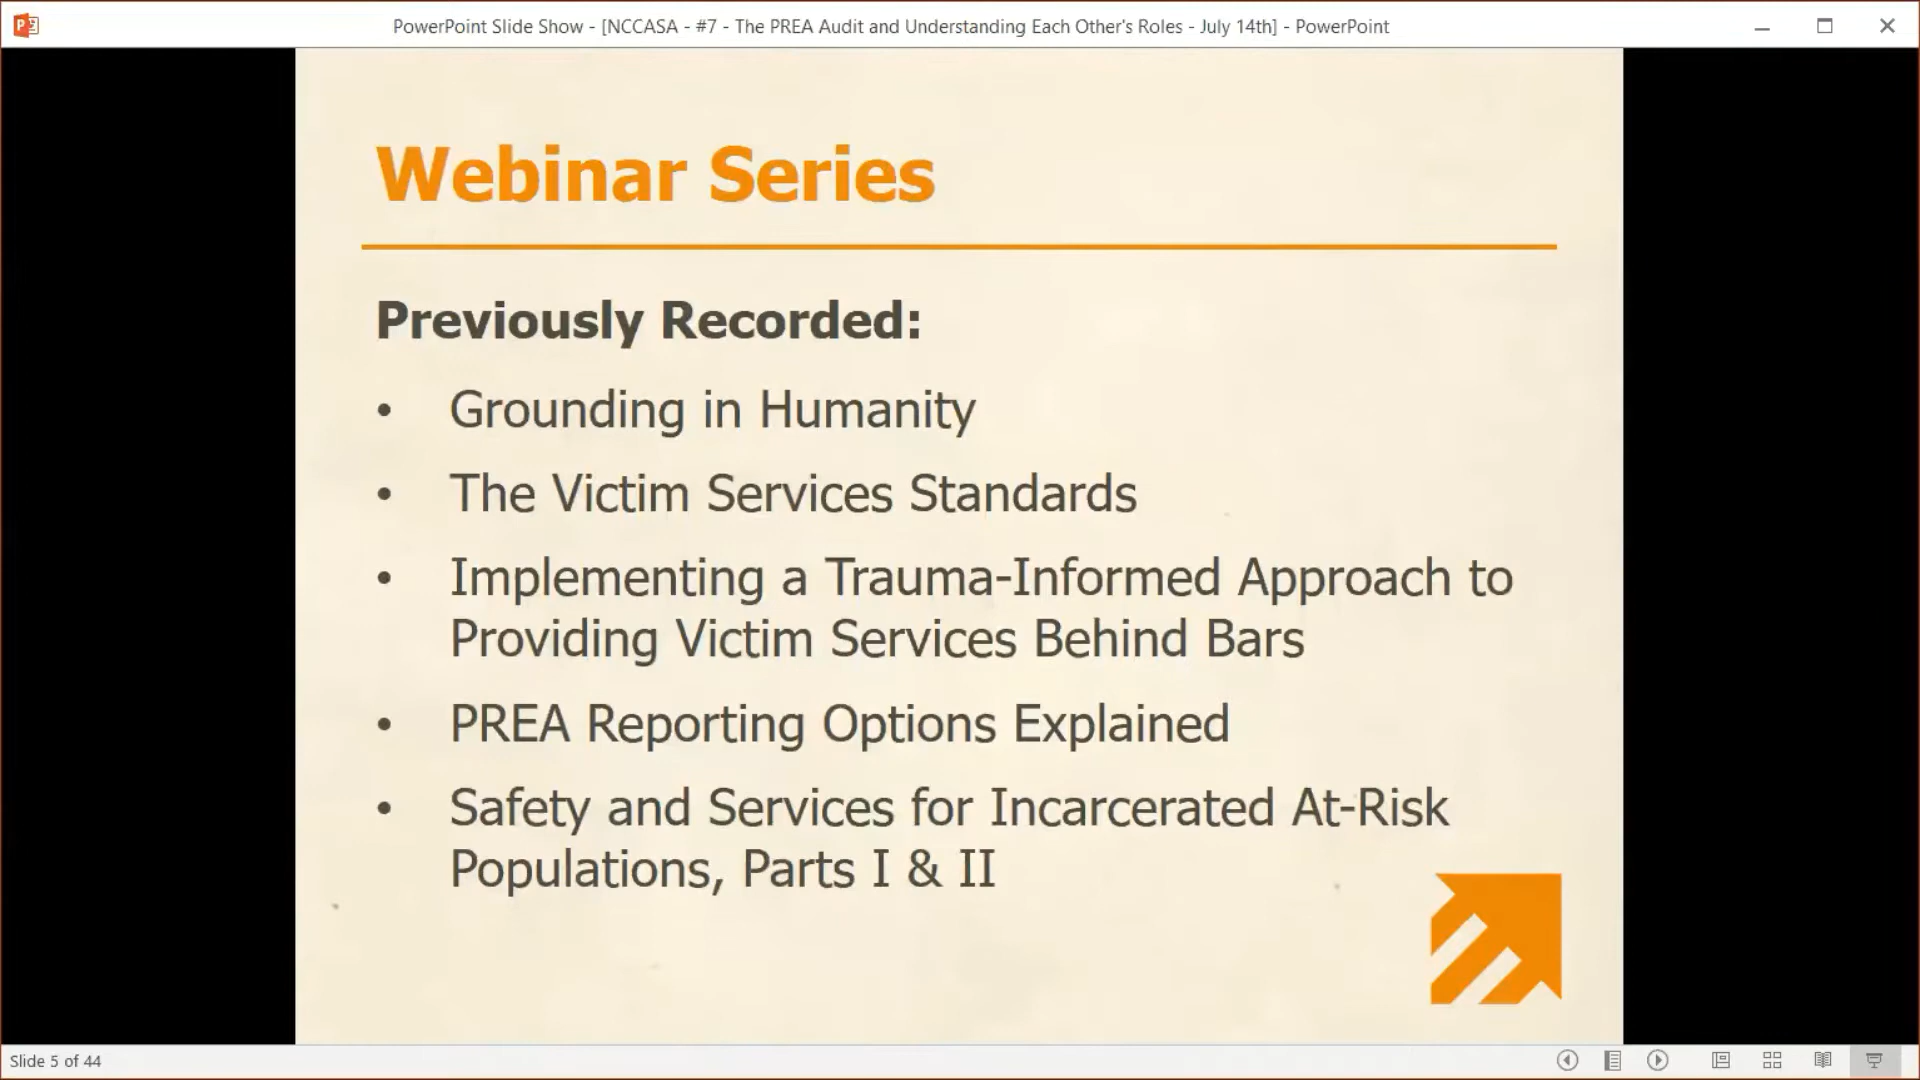 PowerPoint Slide Show - [NCCASA - #7 - The PREA Audit and Understanding Each Other's Roles - July 14th] - PowerPoint
Webinar Series
Previously Recorded:
• Grounding in Humanity
• The Victim Services Standards
• Implementing a Trauma-Informed Approach to
Providing Victim Services Behind Bars
• PREA Reporting Options Explained
• Safety and Services for Incarcerated At-Risk
Populations, Parts I & II
Slide 5 of 44